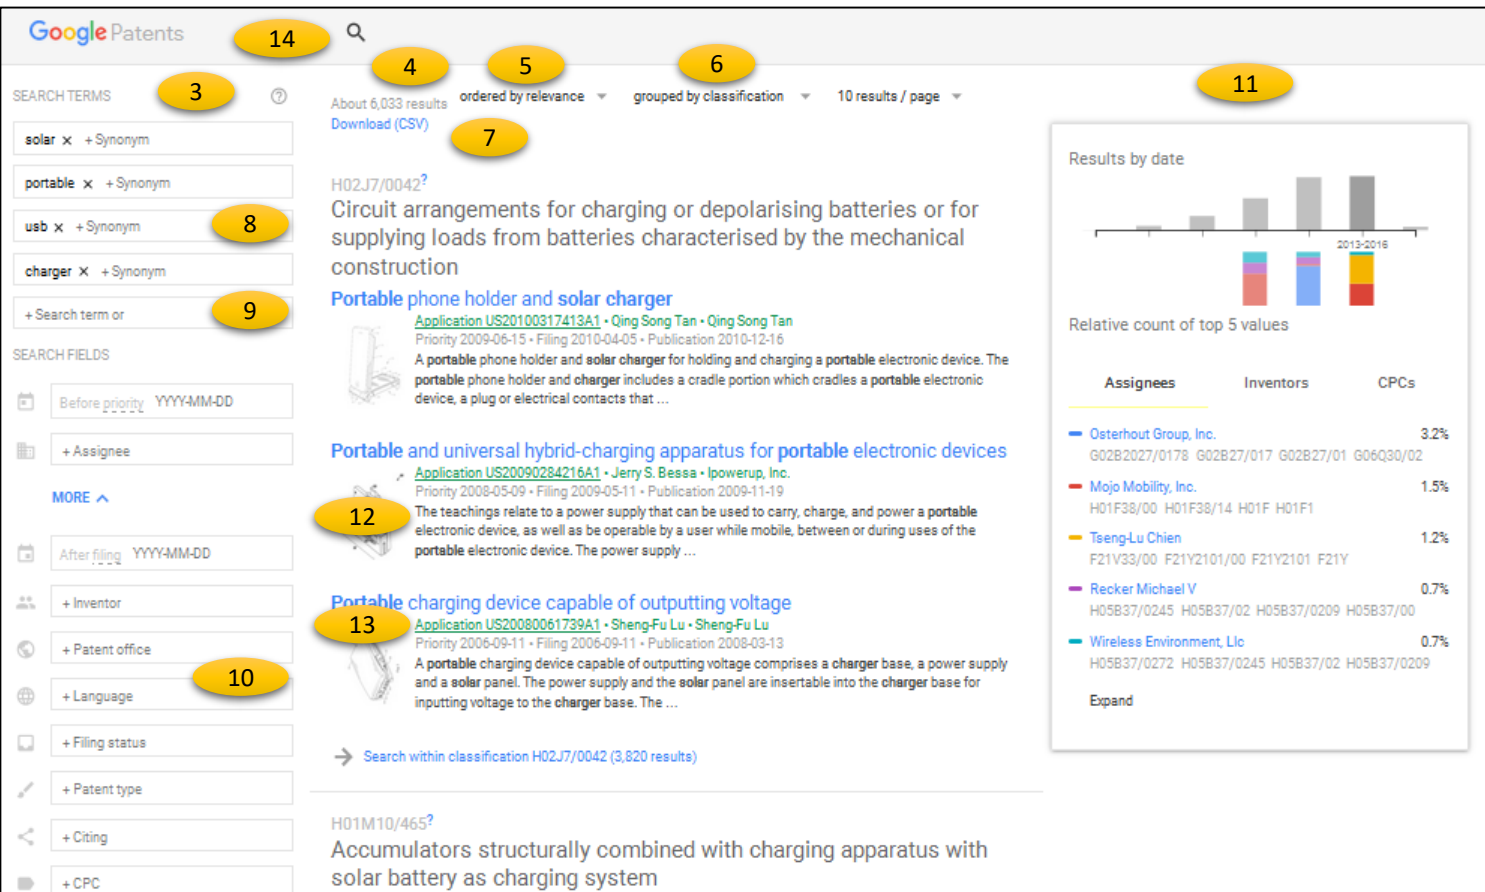 Google Patents
14
3
4
5
6
11
SEARCH TERMS
About 6,033 results
ordered by relevance
grouped by classification
10 results / page
Download (CSV)
7
solar x + Synonym
portable x + Synonym
usb x + Synonym
8
charger x + Synonym
+ Search term or
9
SEARCH FIELDS
Before priority YYYY-MM-DD
+ Assignee
MORE
After filing YYYY-MM-DD
+ Inventor
+ Patent office
10
+ Language
+ Filing status
+ Patent type
+ Citing
+ CPC
H02J7/0042?
Circuit arrangements for charging or depolarising batteries or for
supplying loads from batteries characterised by the mechanical
construction
Portable phone holder and solar charger
Application US20100317413A1 • Qing Song Tan • Qing Song Tan
Priority 2009-06-15 • Filing 2010-04-05 • Publication 2010-12-16
A portable phone holder and solar charger for holding and charging a portable electronic device. The
portable phone holder and charger includes a cradle portion which cradles a portable electronic
device, a plug or electrical contacts that ...
Portable and universal hybrid-charging apparatus for portable electronic devices
Application US20090284216A1 • Jerry S. Bessa • Ipowerup, Inc.
Priority 2008-05-09 • Filing 2009-05-11 • Publication 2009-11-19
12
The teachings relate to a power supply that can be used to carry, charge, and power a portable
electronic device, as well as be operable by a user while mobile, between or during uses of the
portable electronic device. The power supply ...
Portable charging device capable of outputting voltage
13
Application US20080061739A1 • Sheng-Fu Lu • Sheng-Fu Lu
Priority 2006-09-11 • Filing 2006-09-11 • Publication 2008-03-13
A portable charging device capable of outputting voltage comprises a charger base, a power supply
and a solar panel. The power supply and the solar panel are insertable into the charger base for
inputting voltage to the charger base. The ...
Search within classification H02J7/0042 (3,820 results)
H01M10/465?
Accumulators structurally combined with charging apparatus with
solar battery as charging system
Results by date
2013-2016
Relative count of top 5 values
Assignees Inventors CPCs
Osterhout Group, Inc. 3.2%
G02B2027/0178 G02B27/017 G02B27/01 G06Q30/02
Mojo Mobility, Inc. 1.5%
H01F38/00 H01F38/14 H01F H01F1
Tseng-Lu Chien 1.2%
F21V33/00 F21Y2101/00 F21Y2101 F21Y
Recker Michael V 0.7%
H05B37/0245 H05B37/02 H05B37/0209 H05B37/00
Wireless Environment, Llc 0.7%
H05B37/0272 H05B37/0245 H05B37/02 H05B37/0209
Expand